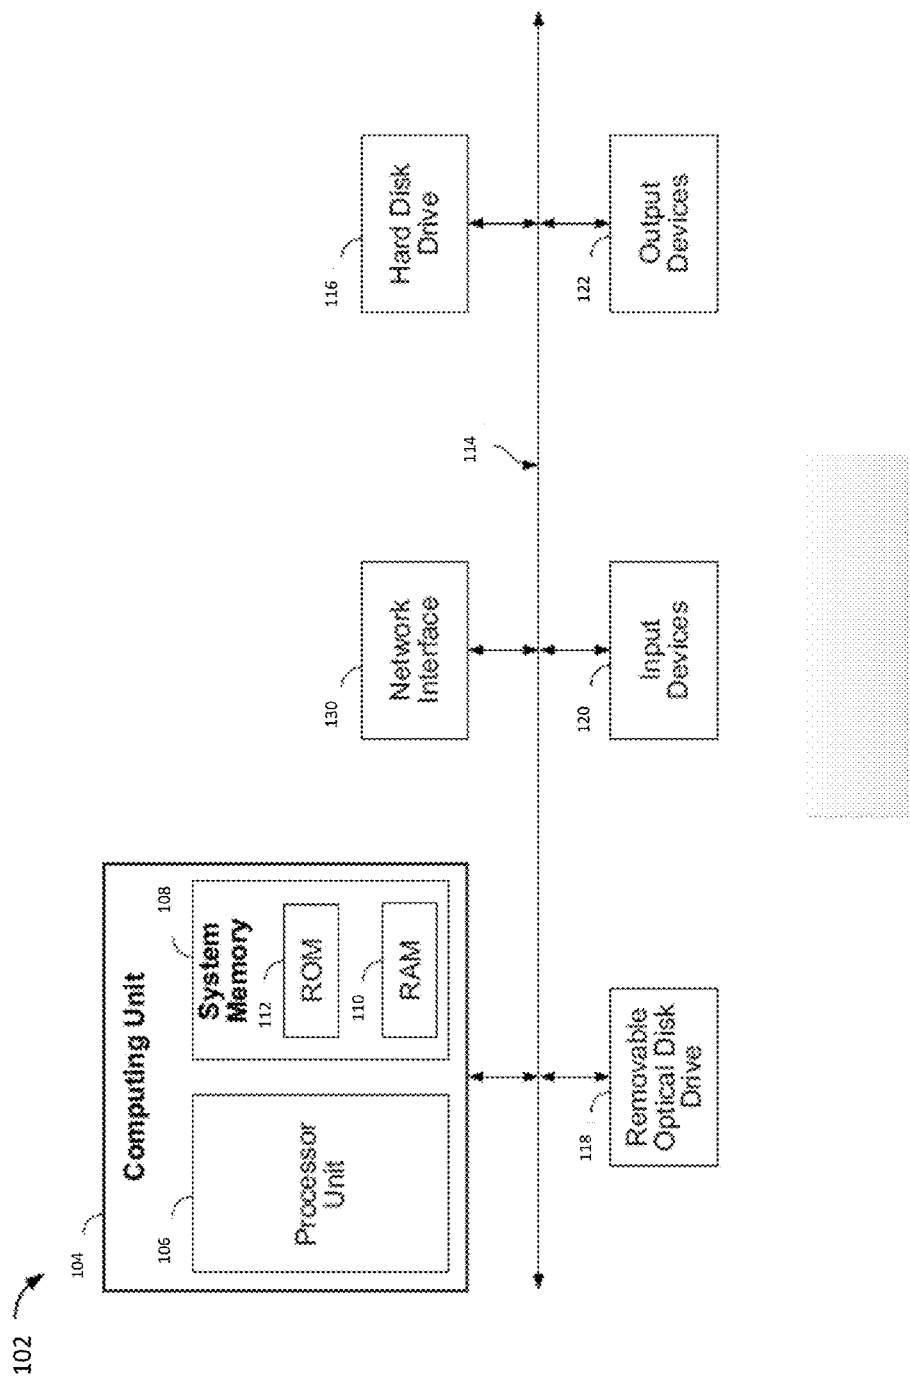 102
104
Computing Unit
106
Processor
Unit
108
System
Memory
112
ROM
110
RAM
130
Network
Interface
116
Hard Disk
Drive
114
118
Removable
Optical Disk
Drive
120
Input
Devices
122
Output
Devices